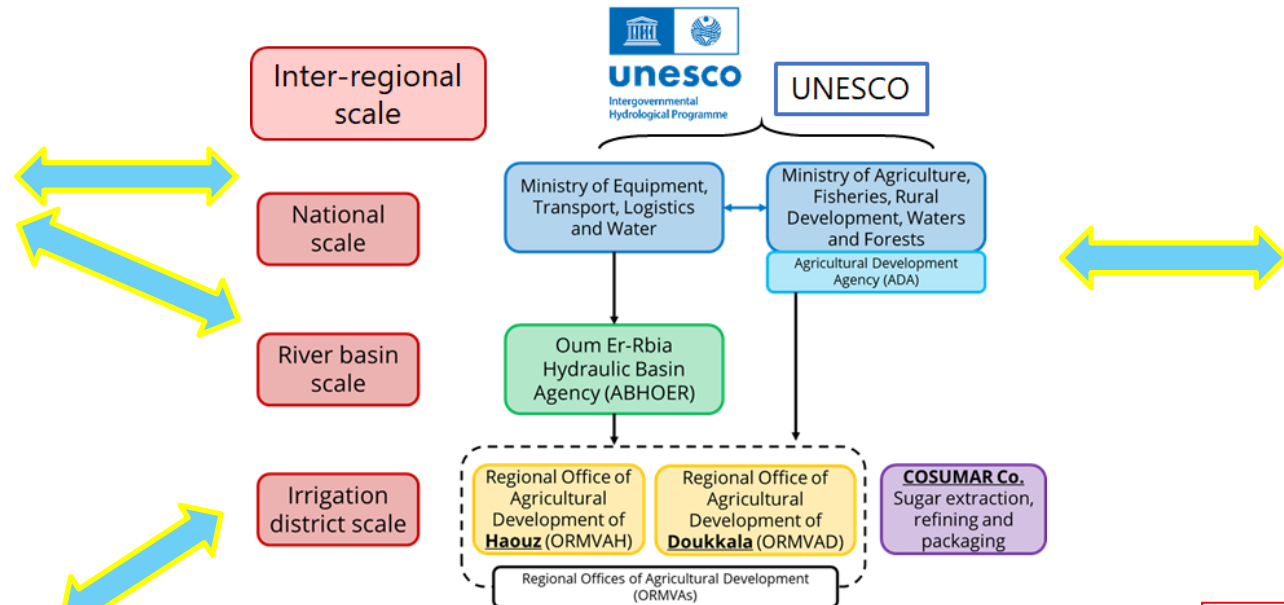 Inter-regional
scale
unesco
Intergovernmental
Hydrological Programme
UNESCO
National
scale
Ministry of Equipment,
Transport, Logistics
and Water
Ministry of Agriculture,
Fisheries, Rural
Development, Waters
and Forests
Agricultural Development
Agency (ADA)
River basin
scale
Oum Er-Rbia
Hydraulic Basin
Agency (ABHOER)
Irrigation
district scale
Regional Office of
Agricultural
Development of
Haouz (ORMVAH)
Regional Office of
Agricultural
Development of
Doukkala (ORMVAD)
COSUMAR Co.
Sugar extraction,
refining and
packaging
Regional Offices of Agricultural Development
(ORMVAs)